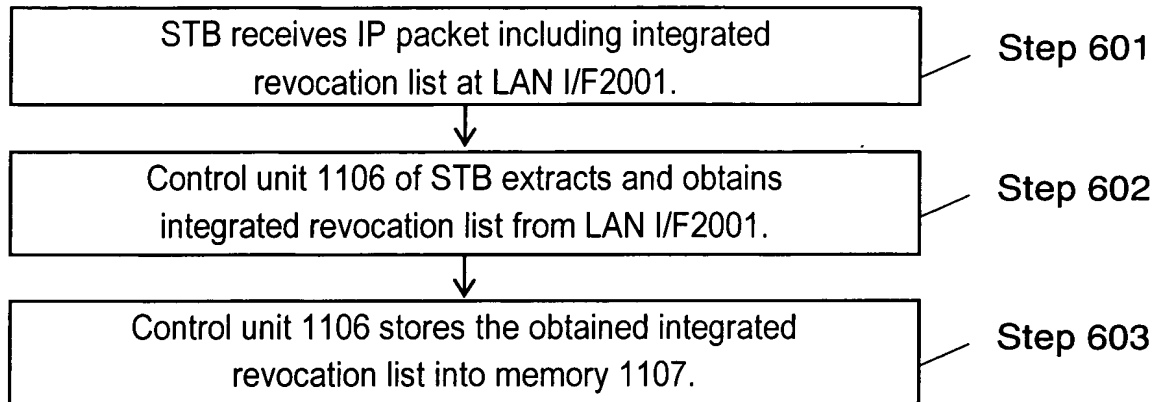 STB receives IP packet including integrated
revocation list at LAN I/F2001.
Step 601
Control unit 1106 of STB extracts and obtains
integrated revocation list from LAN I/F2001.
Step 602
Control unit 1106 stores the obtained integrated
revocation list into memory 1107.
Step 603